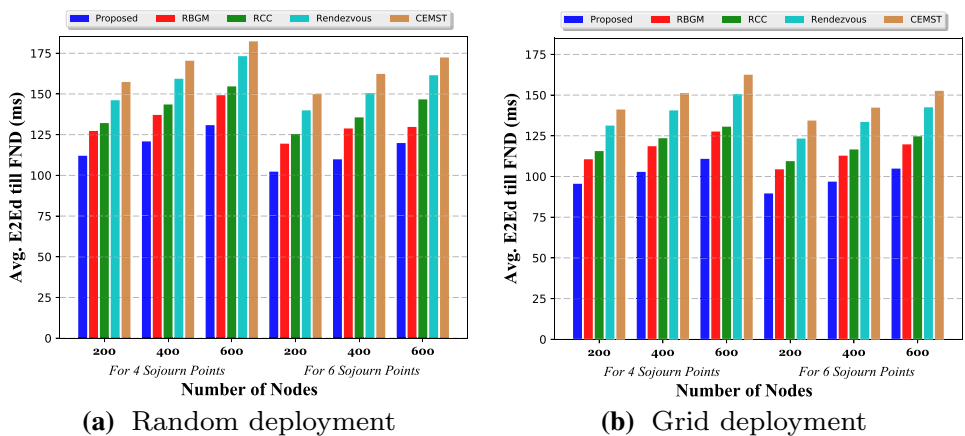 Proposed RBGM RCC Rendezvous CEMST
Avg. E2Ed till FND (ms)
175
150
125
100
75
50
25
0
200 400 600 200 400 600
For 4 Sojourn Points For 6 Sojourn Points
Number of Nodes
(a) Random deployment
Proposed RBGM RCC Rendezvous CEMST
Avg. E2Ed till FND (ms)
175
150
125
100
75
50
25
0
200 400 600 200 400 600
For 4 Sojourn Points For 6 Sojourn Points
Number of Nodes
(b) Grid deployment